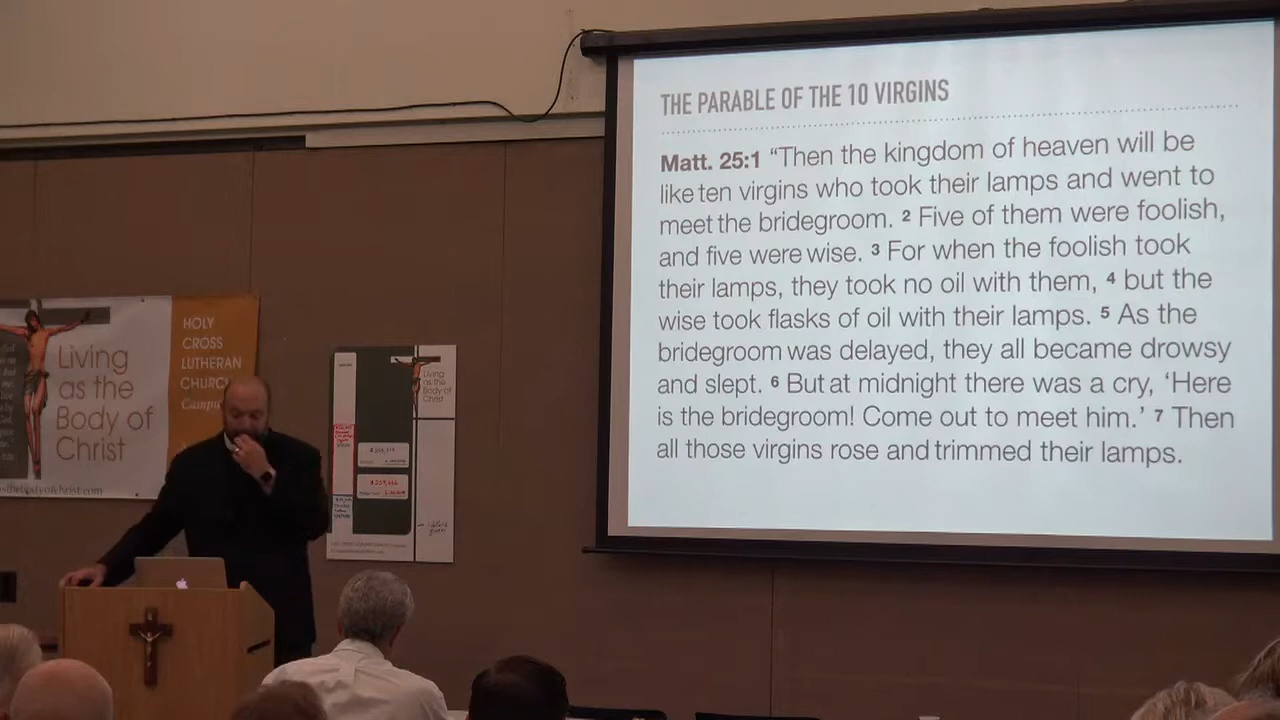 THE PARABLE OF THE 10 VIRGINS
Matt. 25:1 “Then the kingdom of heaven will be
like ten virgins who took their lamps and went to
meet the bridegroom. 2 Five of them were foolish,
and five were wise. 3 For when the foolish took
their lamps, they took no oil with them, 4 but the
wise took flasks of oil with their lamps. 5 As the
bridegroom was delayed, they all became drowsy
and slept. 6 But at midnight there was a cry, ‘Here
is the bridegroom! Come out to meet him.’ 7 Then
all those virgins rose and trimmed their lamps.
Living
as the
Body of
Christ
HOLY
CROSS
LUTHERAN
CHURCH
Living
as the
Body of
Christ